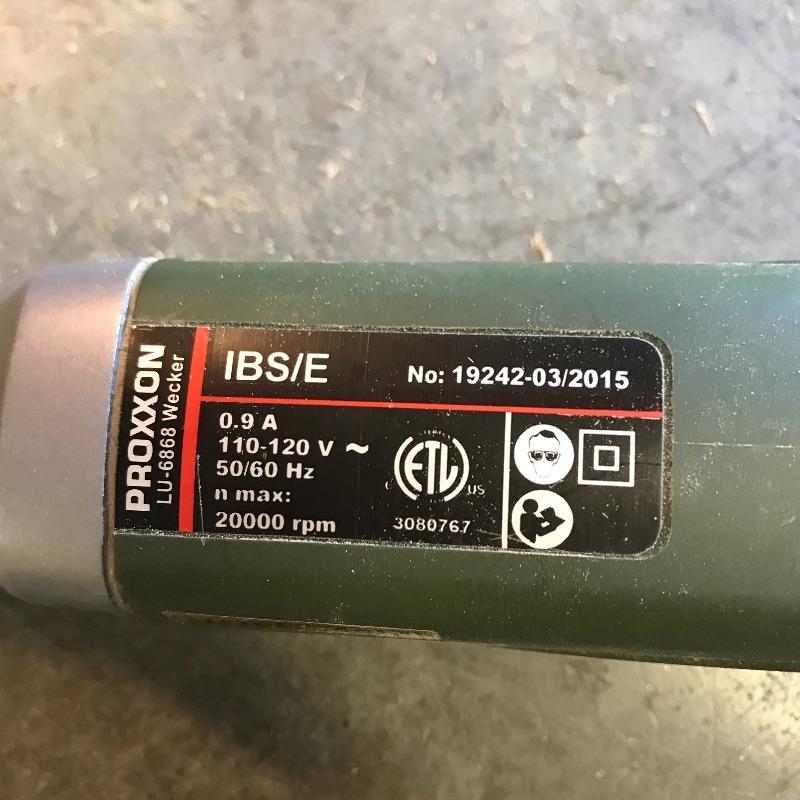 PROXXON
LU-6868 Wecker
IBS/E
No: 19242-03/2015
0.9 A
110-120 V ~
50/60 Hz
n max:
20000 rpm
ETL
C US
3080767